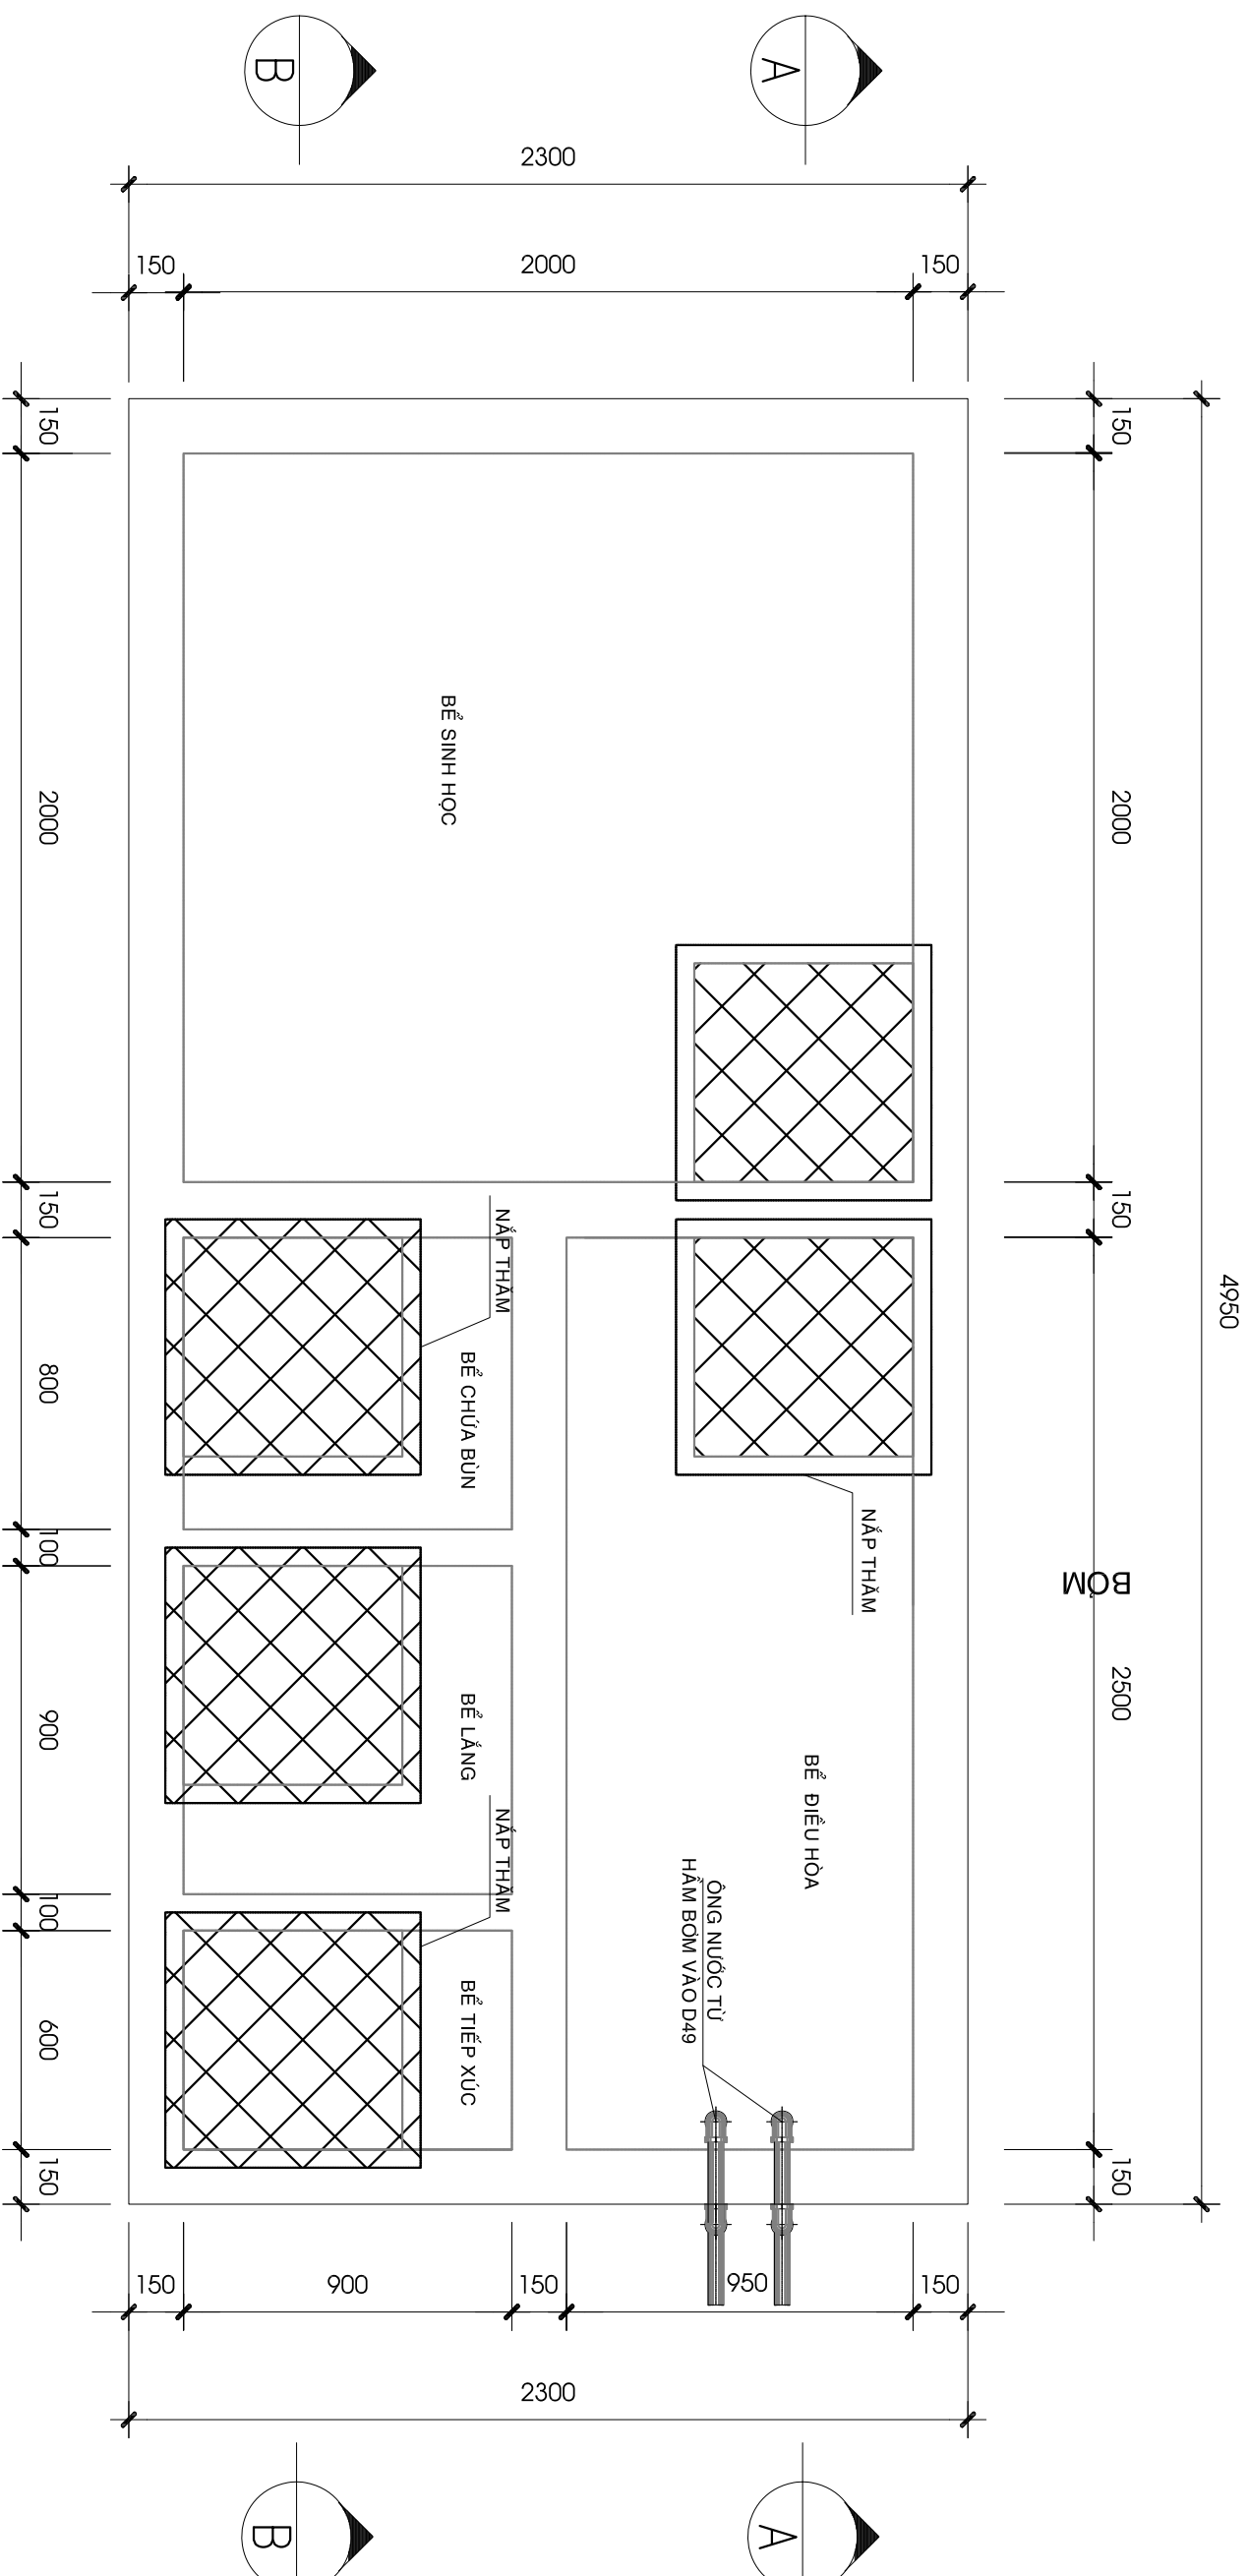 B
A
2300
150
2000
150
150
2000
150
2500
150
4950
BỂ SINH HỌC
NẮP THĂM
BỂ CHỨA BÙN
NẮP THĂM
BƠM
BỂ LẮNG
NẮP THĂM
BỂ ĐIỀU HÒA
ỐNG NƯỚC TỪ
HẦM BƠM VÀO D49
BỂ TIẾP XÚC
150
2000
150
800
100
900
100
600
150
150
900
150
950
150
2300
B
A